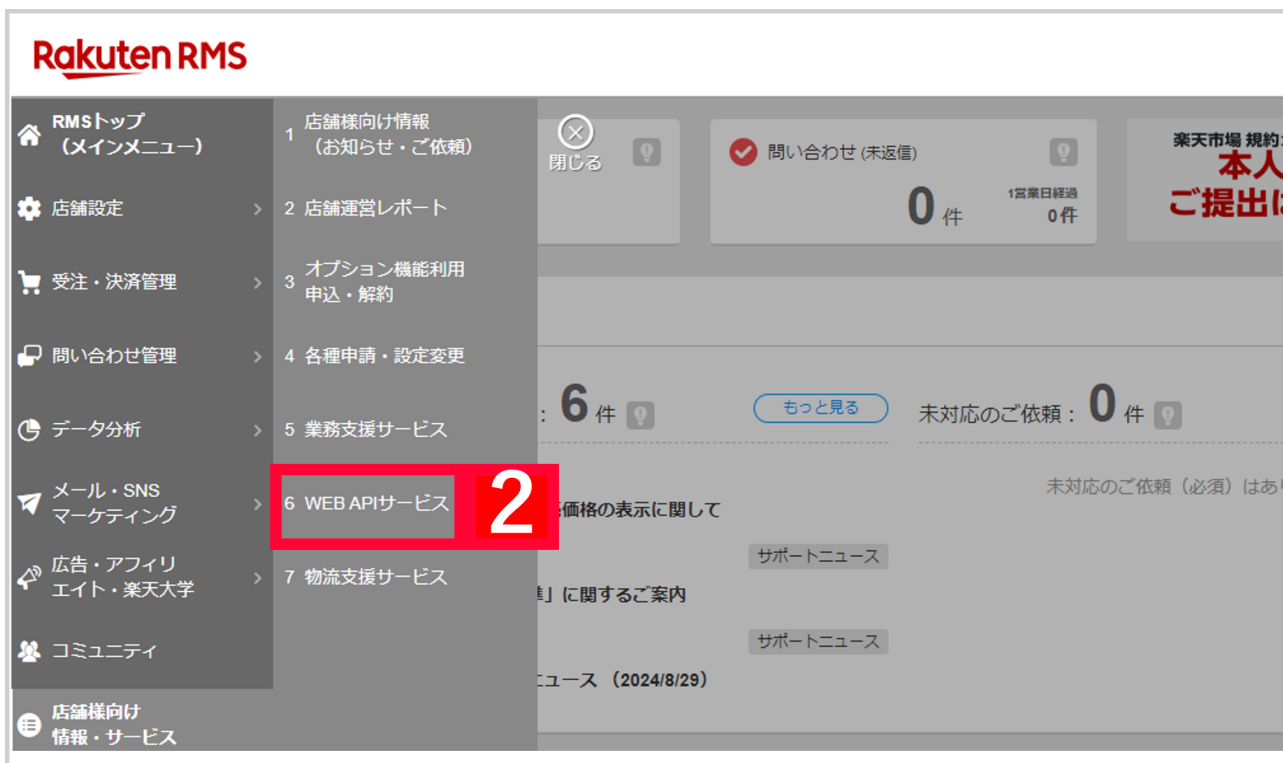 Rakuten RMS
RMSトップ
（メインメニュー）
店舗設定
受注・決済管理
問い合わせ管理
データ分析
メール・SNS
マーケティング
広告・アフィリ
エイト・楽天大学
コミュニティ
店舗様向け
情報・サービス
1 店舗様向け情報
（お知らせ・ご依頼）
2 店舗運営レポート
3 オプション機能利用
申込・解約
4 各種申請・設定変更
5 業務支援サービス
6 WEB APIサービス
2
7 物流支援サービス
閉じる
問い合わせ (未返信)
0 件
1営業日経過
0件
楽天市場 規約
本人
ご提出は
: 6 件
もっと見る
未対応のご依頼： 0 件
未対応のご依頼（必須）はあ
価格の表示に関して
サポートニュース
」に関するご案内
サポートニュース
ニュース （2024/8/29）